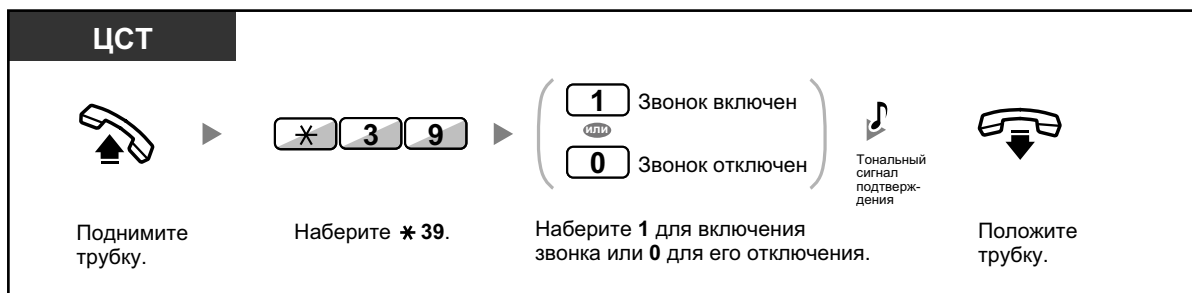 ЦСТ
✳ 3 9
1 Звонок включен
или
0 Звонок отключен
Тональный
сигнал
подтверж-
дения
Поднимите
трубку.
Наберите ✳ 39.
Наберите 1 для включения
звонка или 0 для его отключения.
Положите
трубку.